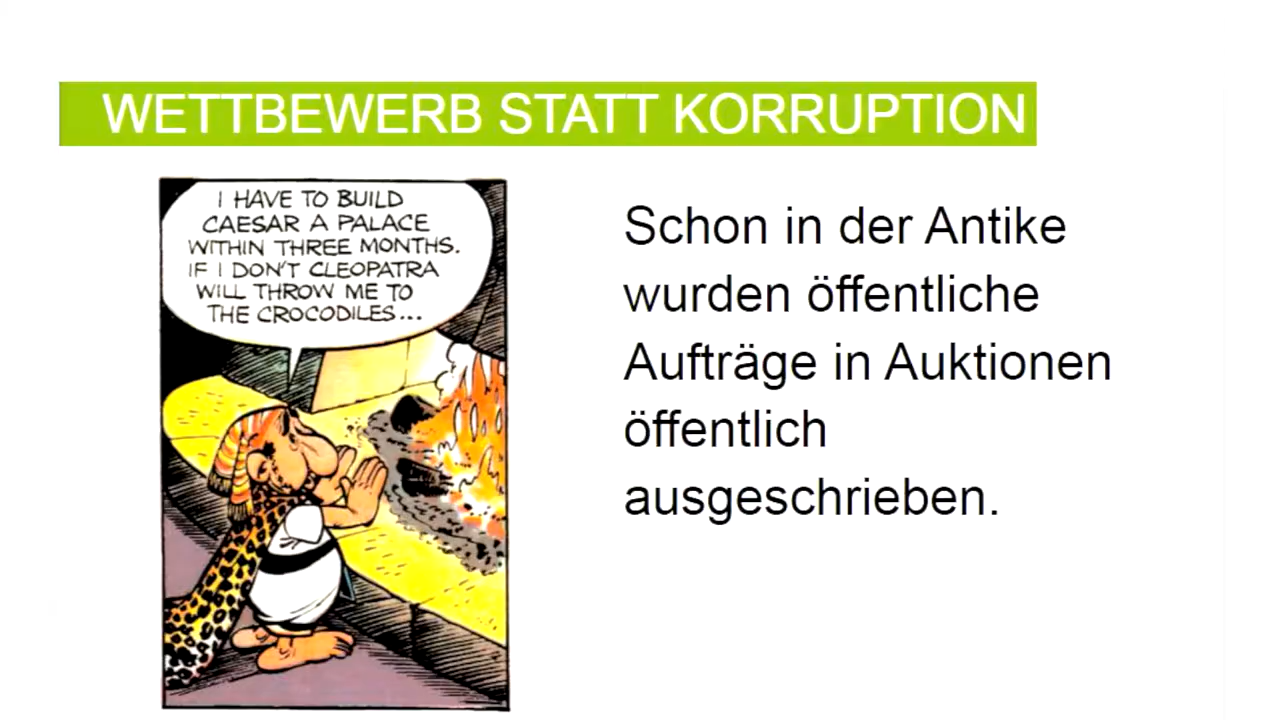 WETTBEWERB STATT KORRUPTION
I HAVE TO BUILD
CAESAR A PALACE
WITHIN THREE MONTHS.
IF I DON'T CLEOPATRA
WILL THROW ME TO
THE CROCODILES...
Schon in der Antike
wurden öffentliche
Aufträge in Auktionen
öffentlich
ausgeschrieben.